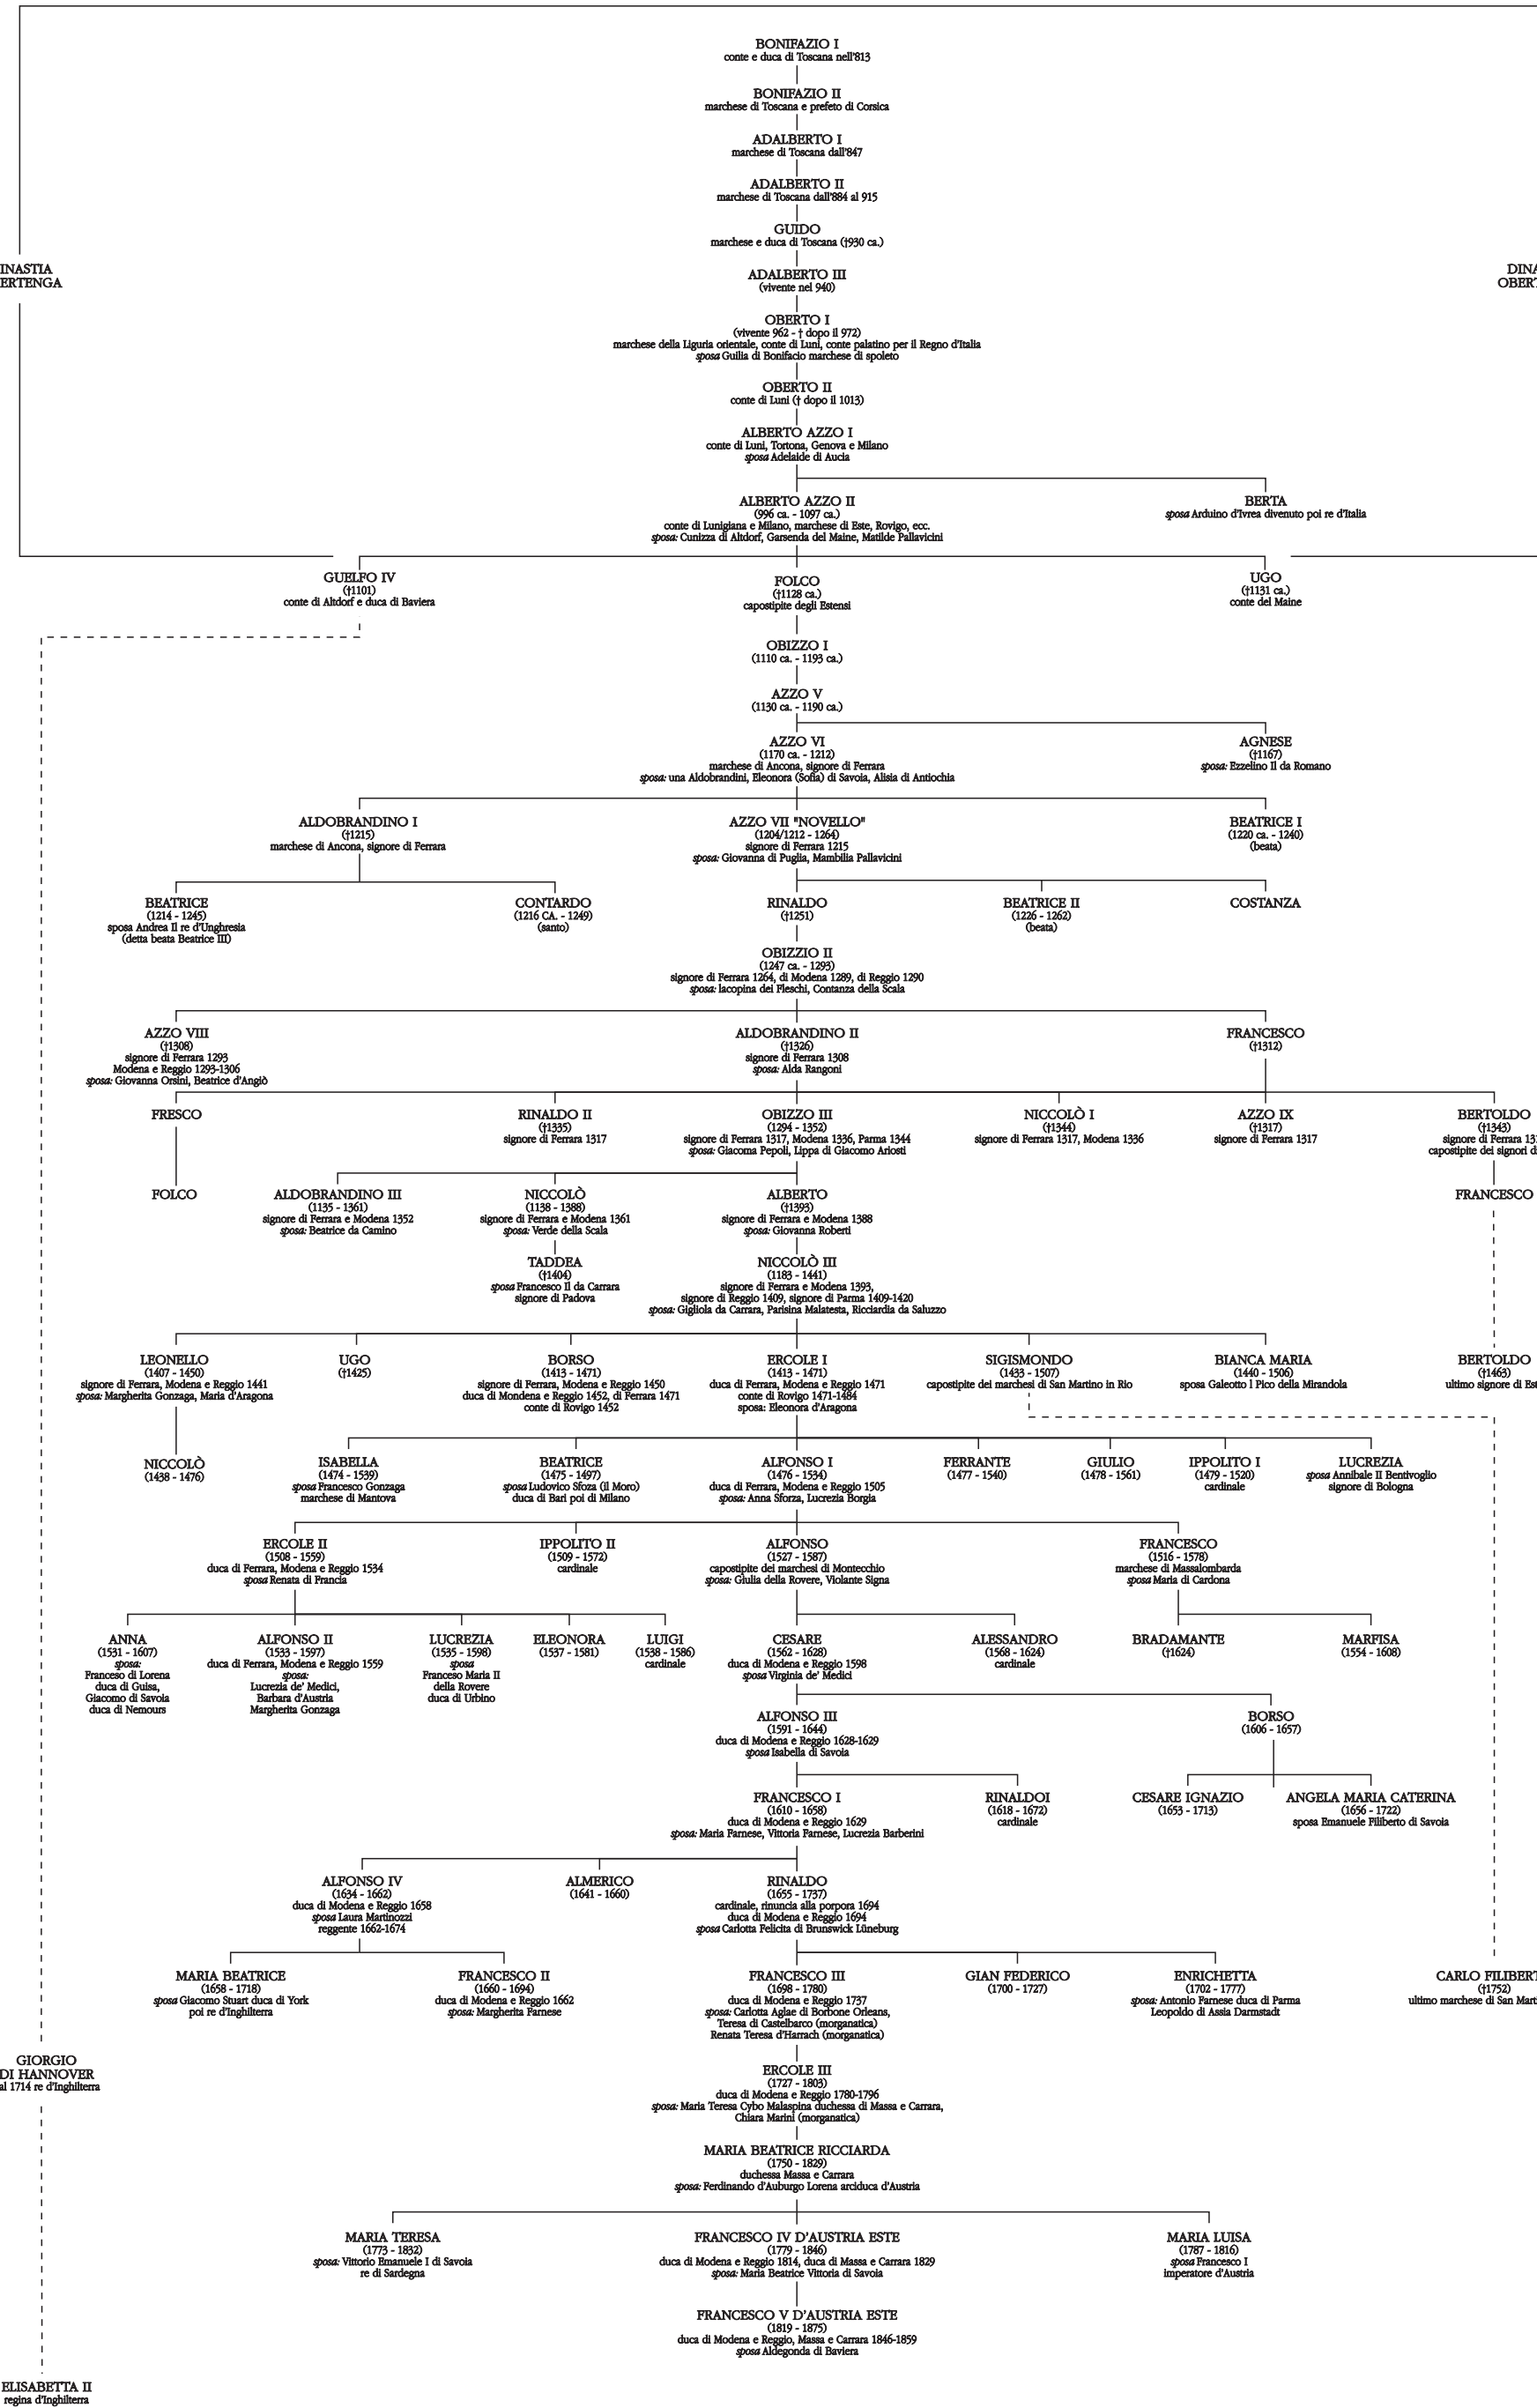 BONIFAZIO I
conte e duca di Toscana nell'813
BONIFAZIO II
marchese di Toscana e prefeto di Corsica
ADALBERTO I
marchese di Toscana dall'847
ADALBERTO II
marchese di Toscana dall'884 al 915
GUIDO
marchese e duca di Toscana (†930 ca.)
INASTIA
ERTENGA
DINA
OBERT
ADALBERTO III
(vivente nel 940)
OBERTO I
(vivente 962 - † dopo il 972)
marchese della Liguria orientale, conte di Luni, conte palatino per il Regno d'Italia
sposa Guilia di Bonifacio marchese di spoleto
OBERTO II
conte di Luni († dopo il 1013)
ALBERTO AZZO I
conte di Luni, Tortona, Genova e Milano
sposa Adelaide di Aucia
ALBERTO AZZO II
(996 ca. - 1097 ca.)
conte di Lunigiana e Milano, marchese di Este, Rovigo, ecc.
sposa: Cunizza di Altdorf, Garsenda del Maine, Matilde Pallavicini
BERTA
sposa Arduino d'Ivrea divenuto poi re d'Italia
GUELFO IV
(†1101)
conte di Altdorf e duca di Baviera
FOLCO
(†1128 ca.)
capostipite degli Estensi
UGO
(†1131 ca.)
conte del Maine
OBIZZO I
(1110 ca. - 1193 ca.)
AZZO V
(1130 ca. - 1190 ca.)
AZZO VI
(1170 ca. - 1212)
marchese di Ancona, signore di Ferrara
sposa: una Aldobrandini, Eleonora (Sofia) di Savoia, Alisia di Antiochia
AGNESE
(†1167)
sposa: Ezzelino Il da Romano
ALDOBRANDINO I
(†1215)
marchese di Ancona, signore di Ferrara
AZZO VII "NOVELLO"
(1204/1212 - 1264)
signore di Ferrara 1215
sposa: Giovanna di Puglia, Mambilia Pallavicini
BEATRICE I
(1220 ca. - 1240)
(beata)
BEATRICE
(1214 - 1245)
sposa Andrea Il re d'Unghresia
(detta beata Beatrice III)
CONTARDO
(1216 CA. - 1249)
(santo)
RINALDO
(†1251)
BEATRICE II
(1226 - 1262)
(beata)
COSTANZA
OBIZZIO II
(1247 ca. - 1293)
signore di Ferrara 1264, di Modena 1289, di Reggio 1290
sposa: lacopina dei Fleschi, Contanza della Scala
AZZO VIII
(†1308)
signore di Ferrara 1293
Modena e Reggio 1293-1306
sposa: Giovanna Orsini, Beatrice d'Angiò
ALDOBRANDINO II
(†1326)
signore di Ferrara 1308
sposa: Alda Rangoni
FRANCESCO
(†1312)
FRESCO
RINALDO II
(†1335)
signore di Ferrara 1317
OBIZZO III
(1294 - 1352)
signore di Ferrara 1317, Modena 1336, Parma 1344
sposa: Giacoma Pepoli, Lippa di Giacomo Ariosti
NICCOLÒ I
(†1344)
signore di Ferrara 1317, Modena 1336
AZZO IX
(†1317)
signore di Ferrara 1317
BERTOLDO
(†1343)
signore di Ferrara 131
capostipite dei signori d
FOLCO
ALDOBRANDINO III
(1135 - 1361)
signore di Ferrara e Modena 1352
sposa: Beatrice da Camino
NICCOLÒ
(1138 - 1388)
signore di Ferrara e Modena 1361
sposa: Verde della Scala
ALBERTO
(†1393)
signore di Ferrara e Modena 1388
sposa: Giovanna Roberti
FRANCESCO
TADDEA
(†1404)
sposa Francesco Il da Carrara
signore di Padova
NICCOLÒ III
(1183 - 1441)
signore di Ferrara e Modena 1393,
signore di Reggio 1409, signore di Parma 1409-1420
sposa: Gigliola da Carrara, Parisina Malatesta, Ricciardia da Saluzzo
LEONELLO
(1407 - 1450)
signore di Ferrara, Modena e Reggio 1441
sposa: Margherita Gonzaga, Maria d'Aragona
UGO
(†1425)
BORSO
(1413 - 1471)
signore di Ferrara, Modena e Reggio 1450
duca di Mondena e Reggio 1452, di Ferrara 1471
conte di Rovigo 1452
ERCOLE I
(1413 - 1471)
duca di Ferrara, Modena e Reggio 1471
conte di Rovigo 1471-1484
sposa: Eleonora d'Aragona
SIGISMONDO
(1433 - 1507)
capostipite dei marchesi di San Martino in Rio
BIANCA MARIA
(1440 - 1506)
sposa Galeotto l Pico della Mirandola
BERTOLDO
(†1463)
ultimo signore di Est
NICCOLÒ
(1438 - 1476)
ISABELLA
(1474 - 1539)
sposa Francesco Gonzaga
marchese di Mantova
BEATRICE
(1475 - 1497)
sposa Ludovico Sfoza (il Moro)
duca di Bari poi di Milano
ALFONSO I
(1476 - 1534)
duca di Ferrara, Modena e Reggio 1505
sposa: Anna Sforza, Lucrezia Borgia
FERRANTE
(1477 - 1540)
GIULIO
(1478 - 1561)
IPPOLITO I
(1479 - 1520)
cardinale
LUCREZIA
sposa Annibale II Bentivoglio
signore di Bologna
ERCOLE II
(1508 - 1559)
duca di Ferrara, Modena e Reggio 1534
sposa Renata di Francia
IPPOLITO II
(1509 - 1572)
cardinale
ALFONSO
(1527 - 1587)
capostipite dei marchesi di Montecchio
sposa: Giulia della Rovere, Violante Signa
FRANCESCO
(1516 - 1578)
marchese di Massalombarda
sposa Maria di Cardona
ANNA
(1531 - 1607)
sposa:
Franceso di Lorena
duca di Guisa,
Giacomo di Savoia
duca di Nemours
ALFONSO II
(1533 - 1597)
duca di Ferrara, Modena e Reggio 1559
sposa:
Lucrezia de' Medici,
Barbara d'Austria
Margherita Gonzaga
LUCREZIA
(1535 - 1598)
sposa
Franceso Maria II
della Rovere
duca di Urbino
ELEONORA
(1537 - 1581)
LUIGI
(1538 - 1586)
cardinale
CESARE
(1562 - 1628)
duca di Modena e Reggio 1598
sposa Virginia de' Medici
ALESSANDRO
(1568 - 1624)
cardinale
BRADAMANTE
(†1624)
MARFISA
(1554 - 1608)
ALFONSO III
(1591 - 1644)
duca di Modena e Reggio 1628-1629
sposa Isabella di Savoia
BORSO
(1606 - 1657)
FRANCESCO I
(1610 - 1658)
duca di Modena e Reggio 1629
sposa: Maria Farnese, Vittoria Farnese, Lucrezia Barberini
RINALDOI
(1618 - 1672)
cardinale
CESARE IGNAZIO
(1653 - 1713)
ANGELA MARIA CATERINA
(1656 - 1722)
sposa Emanuele Filiberto di Savoia
ALFONSO IV
(1634 - 1662)
duca di Modena e Reggio 1658
sposa Laura Martinozzi
reggente 1662-1674
ALMERICO
(1641 - 1660)
RINALDO
(1655 - 1737)
cardinale, rinuncia alla porpora 1694
duca di Modena e Reggio 1694
sposa Carlotta Felicita di Brunswick Lüneburg
MARIA BEATRICE
(1658 - 1718)
sposa Giacomo Stuart duca di York
poi re d'Inghilterra
FRANCESCO II
(1660 - 1694)
duca di Modena e Reggio 1662
sposa: Margherita Farnese
FRANCESCO III
(1698 - 1780)
duca di Modena e Reggio 1737
sposa: Carlotta Aglae di Borbone Orleans,
Teresa di Castelbarco (morganatica)
Renata Teresa d'Harrach (morganatica)
GIAN FEDERICO
(1700 - 1727)
ENRICHETTA
(1702 - 1777)
sposa: Antonio Farnese duca di Parma
Leopoldo di Assia Darmstadt
CARLO FILIBERT
(†1752)
ultimo marchese di San Marti
GIORGIO
DI HANNOVER
al 1714 re d'Inghilterra
ERCOLE III
(1727 - 1803)
duca di Modena e Reggio 1780-1796
sposa: Maria Teresa Cybo Malaspina duchessa di Massa e Carrara,
Chiara Marini (morganatica)
MARIA BEATRICE RICCIARDA
(1750 - 1829)
duchessa Massa e Carrara
sposa: Ferdinando d'Auburgo Lorena arciduca d'Austria
MARIA TERESA
(1773 - 1832)
sposa: Vittorio Emanuele I di Savoia
re di Sardegna
FRANCESCO IV D'AUSTRIA ESTE
(1779 - 1846)
duca di Modena e Reggio 1814, duca di Massa e Carrara 1829
sposa: Maria Beatrice Vittoria di Savoia
MARIA LUISA
(1787 - 1816)
sposa Francesco I
imperatore d'Austria
FRANCESCO V D'AUSTRIA ESTE
(1819 - 1875)
duca di Modena e Reggio, Massa e Carrara 1846-1859
sposa Aldegonda di Baviera
ELISABETTA II
regina d'Inghilterra